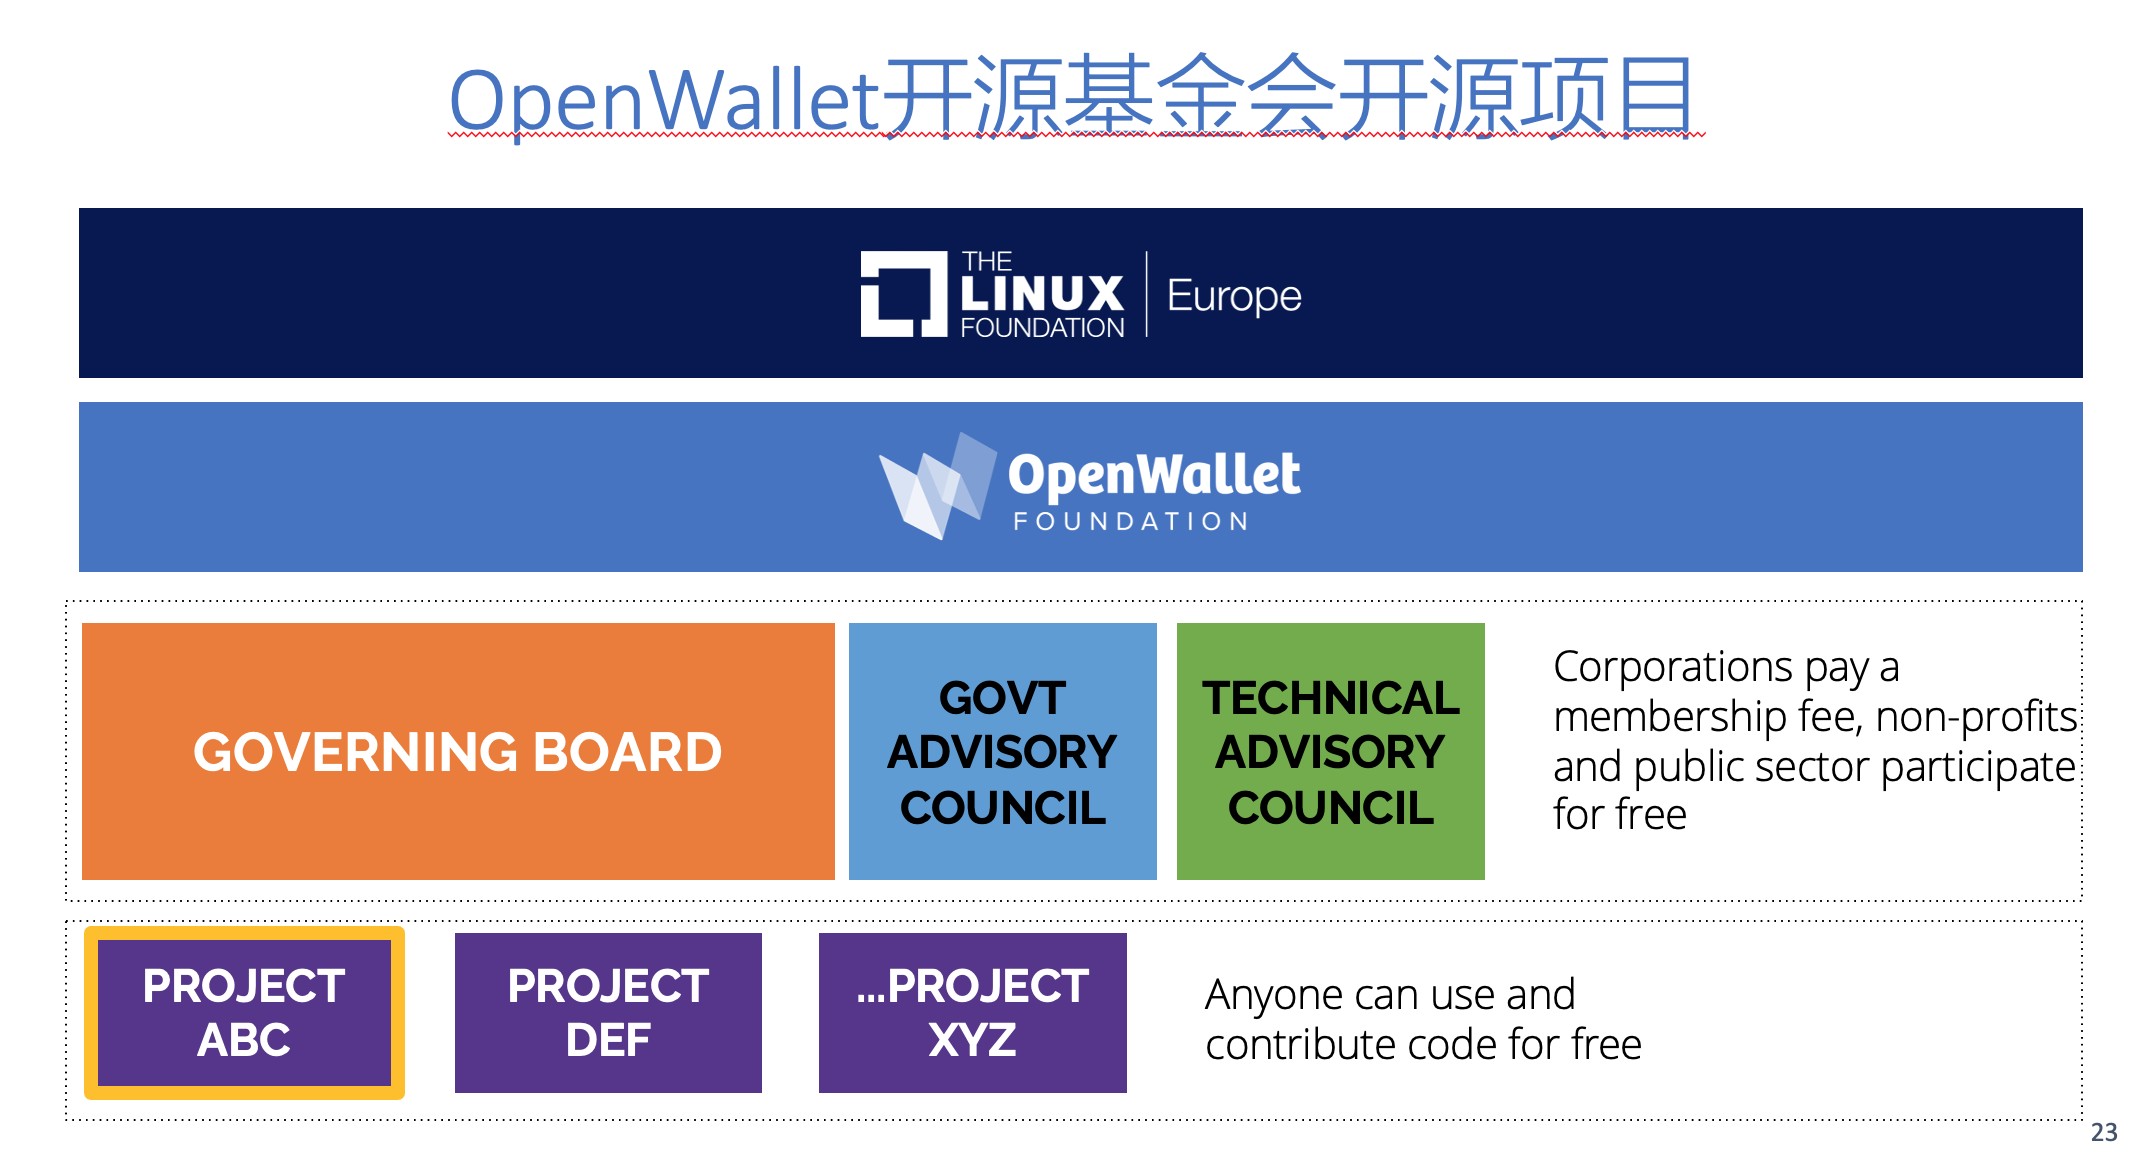 OpenWallet开源基金会开源项目
THE
LINUX
FOUNDATION
Europe
OpenWallet
FOUNDATION
GOVERNING BOARD
GOVT
ADVISORY
COUNCIL
TECHNICAL
ADVISORY
COUNCIL
Corporations pay a
membership fee, non-profits
and public sector participate
for free
PROJECT
ABC
PROJECT
DEF
...PROJECT
XYZ
Anyone can use and
contribute code for free
23